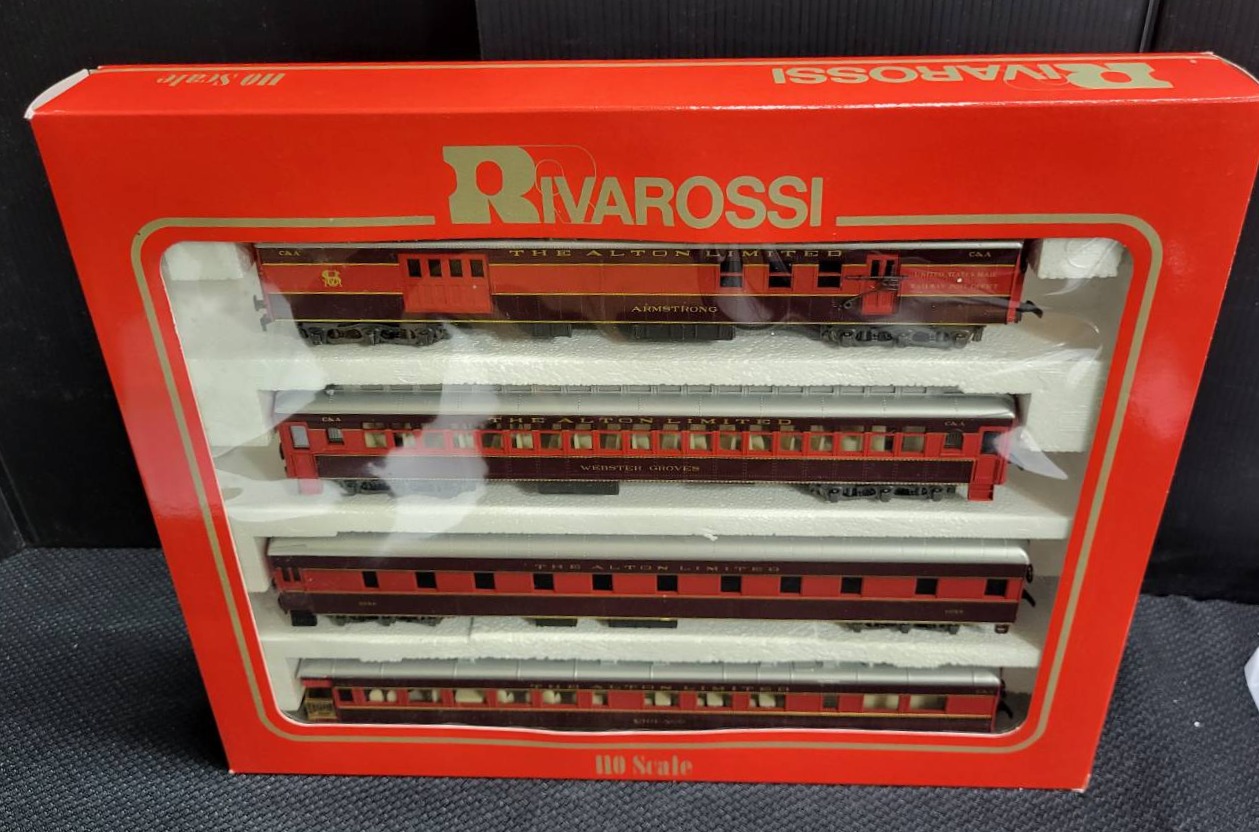 HO Scale RIVAROSSI
RIVAROSSI
C&A THE ALTON LIMITED C&A
UNITED STATES MAIL
RAILWAY POST OFFICE
ARMSTRONG
C&A THE ALTON LIMITED C&A
WEBSTER GROVES
THE ALTON LIMITED
THE ALTON LIMITED C&A
HO Scale